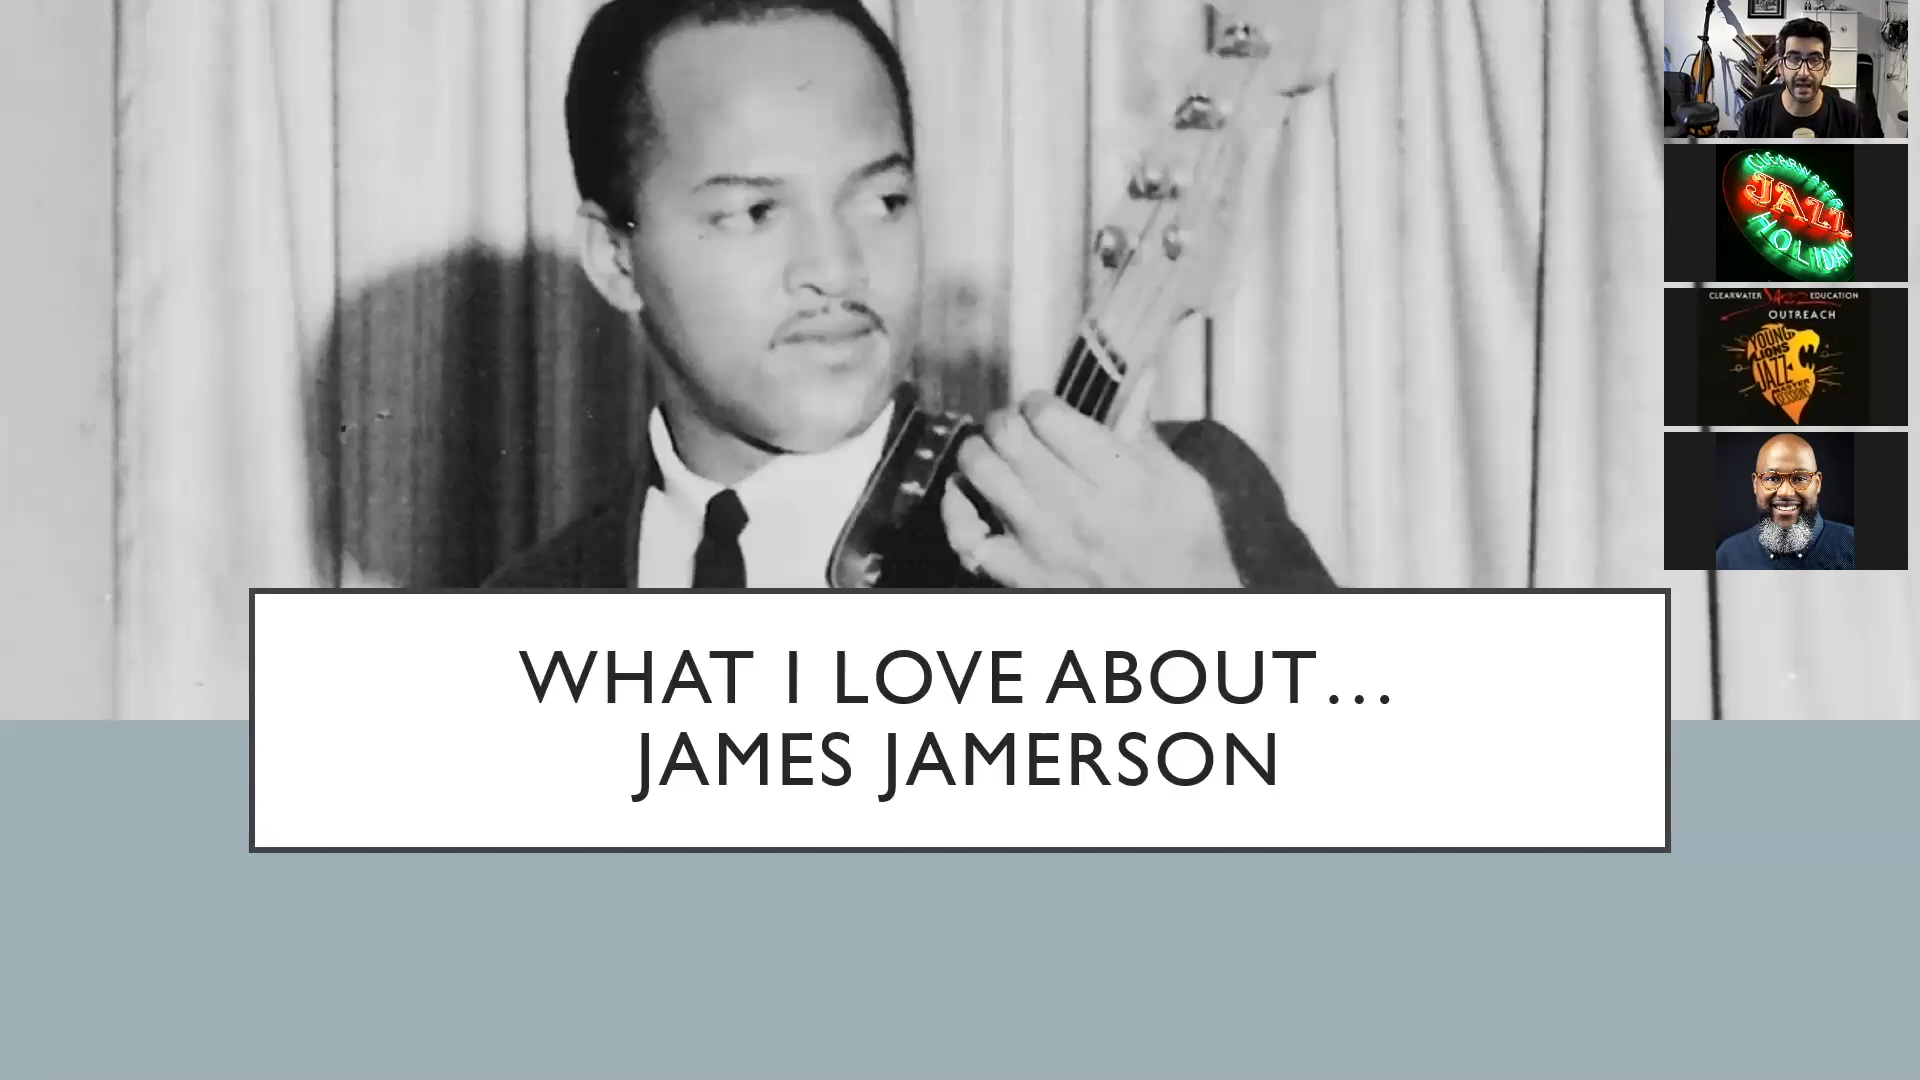 WHAT I LOVE ABOUT...
JAMES JAMERSON
CLEARWATER
JAZZ
HOLIDAY
CLEARWATER JAZZ EDUCATION
OUTREACH
YOUNG
LIONS
JAZZ
MASTER
SESSIONS